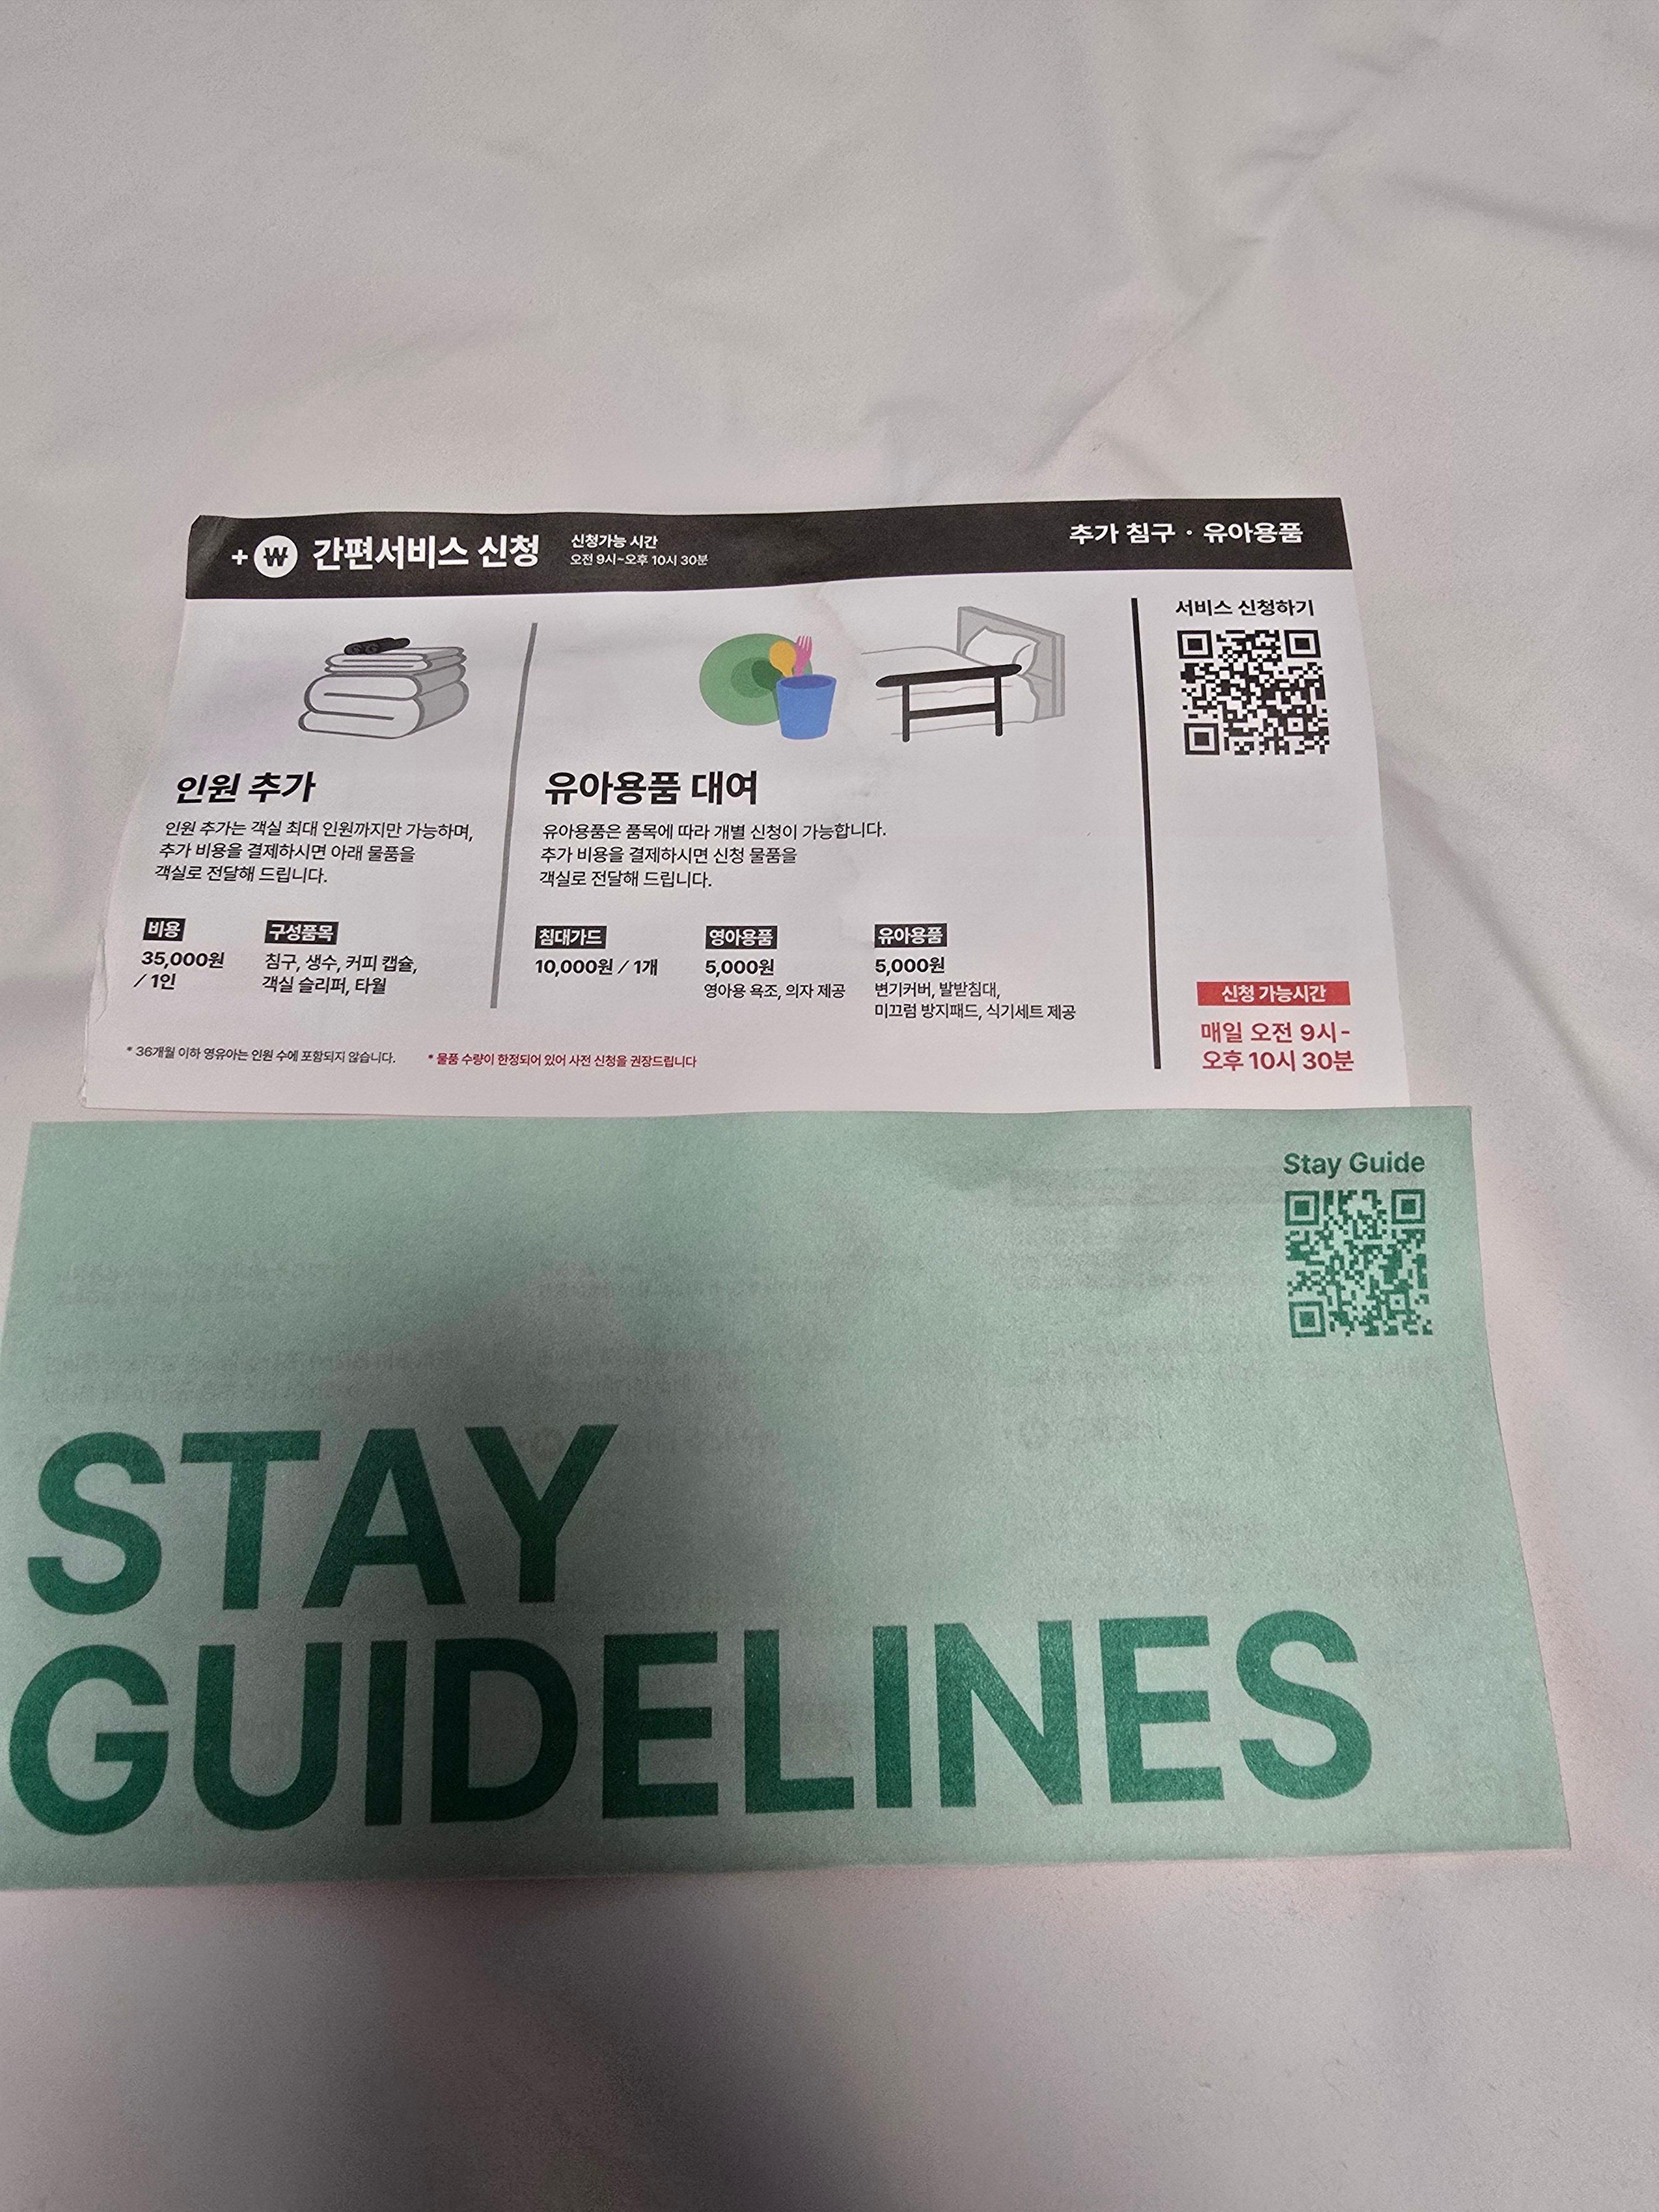 + ₩ 간편서비스 신청
신청가능 시간
오전 9시~오후 10시 30분
추가 침구 · 유아용품
인원 추가
인원 추가는 객실 최대 인원까지만 가능하며,
추가 비용을 결제하시면 아래 물품을
객실로 전달해 드립니다.
비용
35,000원
/ 1인
구성품목
침구, 생수, 커피 캡슐,
객실 슬리퍼, 타월
유아용품 대여
유아용품은 품목에 따라 개별 신청이 가능합니다.
추가 비용을 결제하시면 신청 물품을
객실로 전달해 드립니다.
침대가드
10,000원 / 1개
영아용품
5,000원
영아용 욕조, 의자 제공
유아용품
5,000원
변기커버, 발받침대,
미끄럼 방지패드, 식기세트 제공
* 36개월 이하 영유아는 인원 수에 포함되지 않습니다.
* 물품 수량이 한정되어 있어 사전 신청을 권장드립니다
서비스 신청하기
신청 가능시간
매일 오전 9시-
오후 10시 30분
Stay Guide
STAY
GUIDELINES